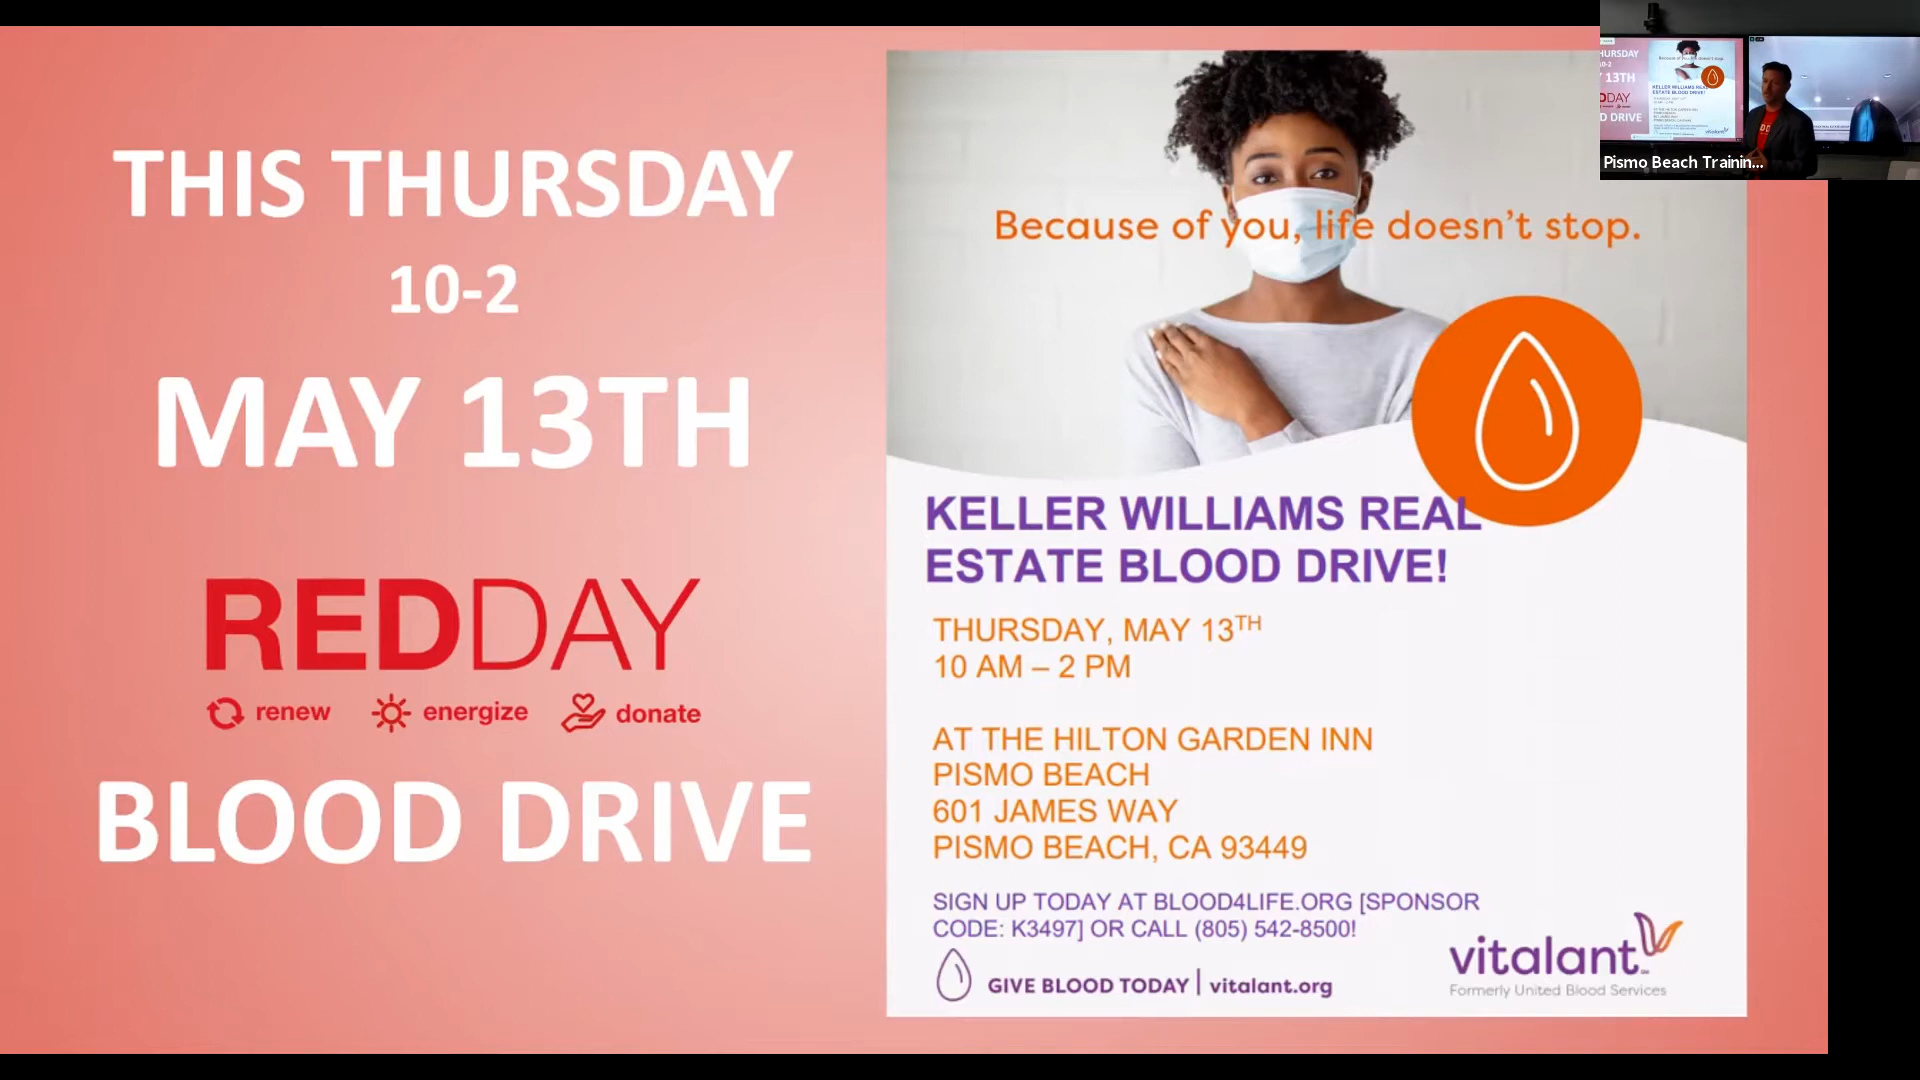 THIS THURSDAY
10-2
MAY 13TH
REDDAY
renew energize donate
BLOOD DRIVE
Because of you, life doesn't stop.
KELLER WILLIAMS REAL
ESTATE BLOOD DRIVE!
THURSDAY, MAY 13TH
10 AM – 2 PM
AT THE HILTON GARDEN INN
PISMO BEACH
601 JAMES WAY
PISMO BEACH, CA 93449
SIGN UP TODAY AT BLOOD4LIFE.ORG [SPONSOR
CODE: K3497] OR CALL (805) 542-8500!
GIVE BLOOD TODAY | vitalant.org
vitalant
Formerly United Blood Services
Pismo Beach Trainin...